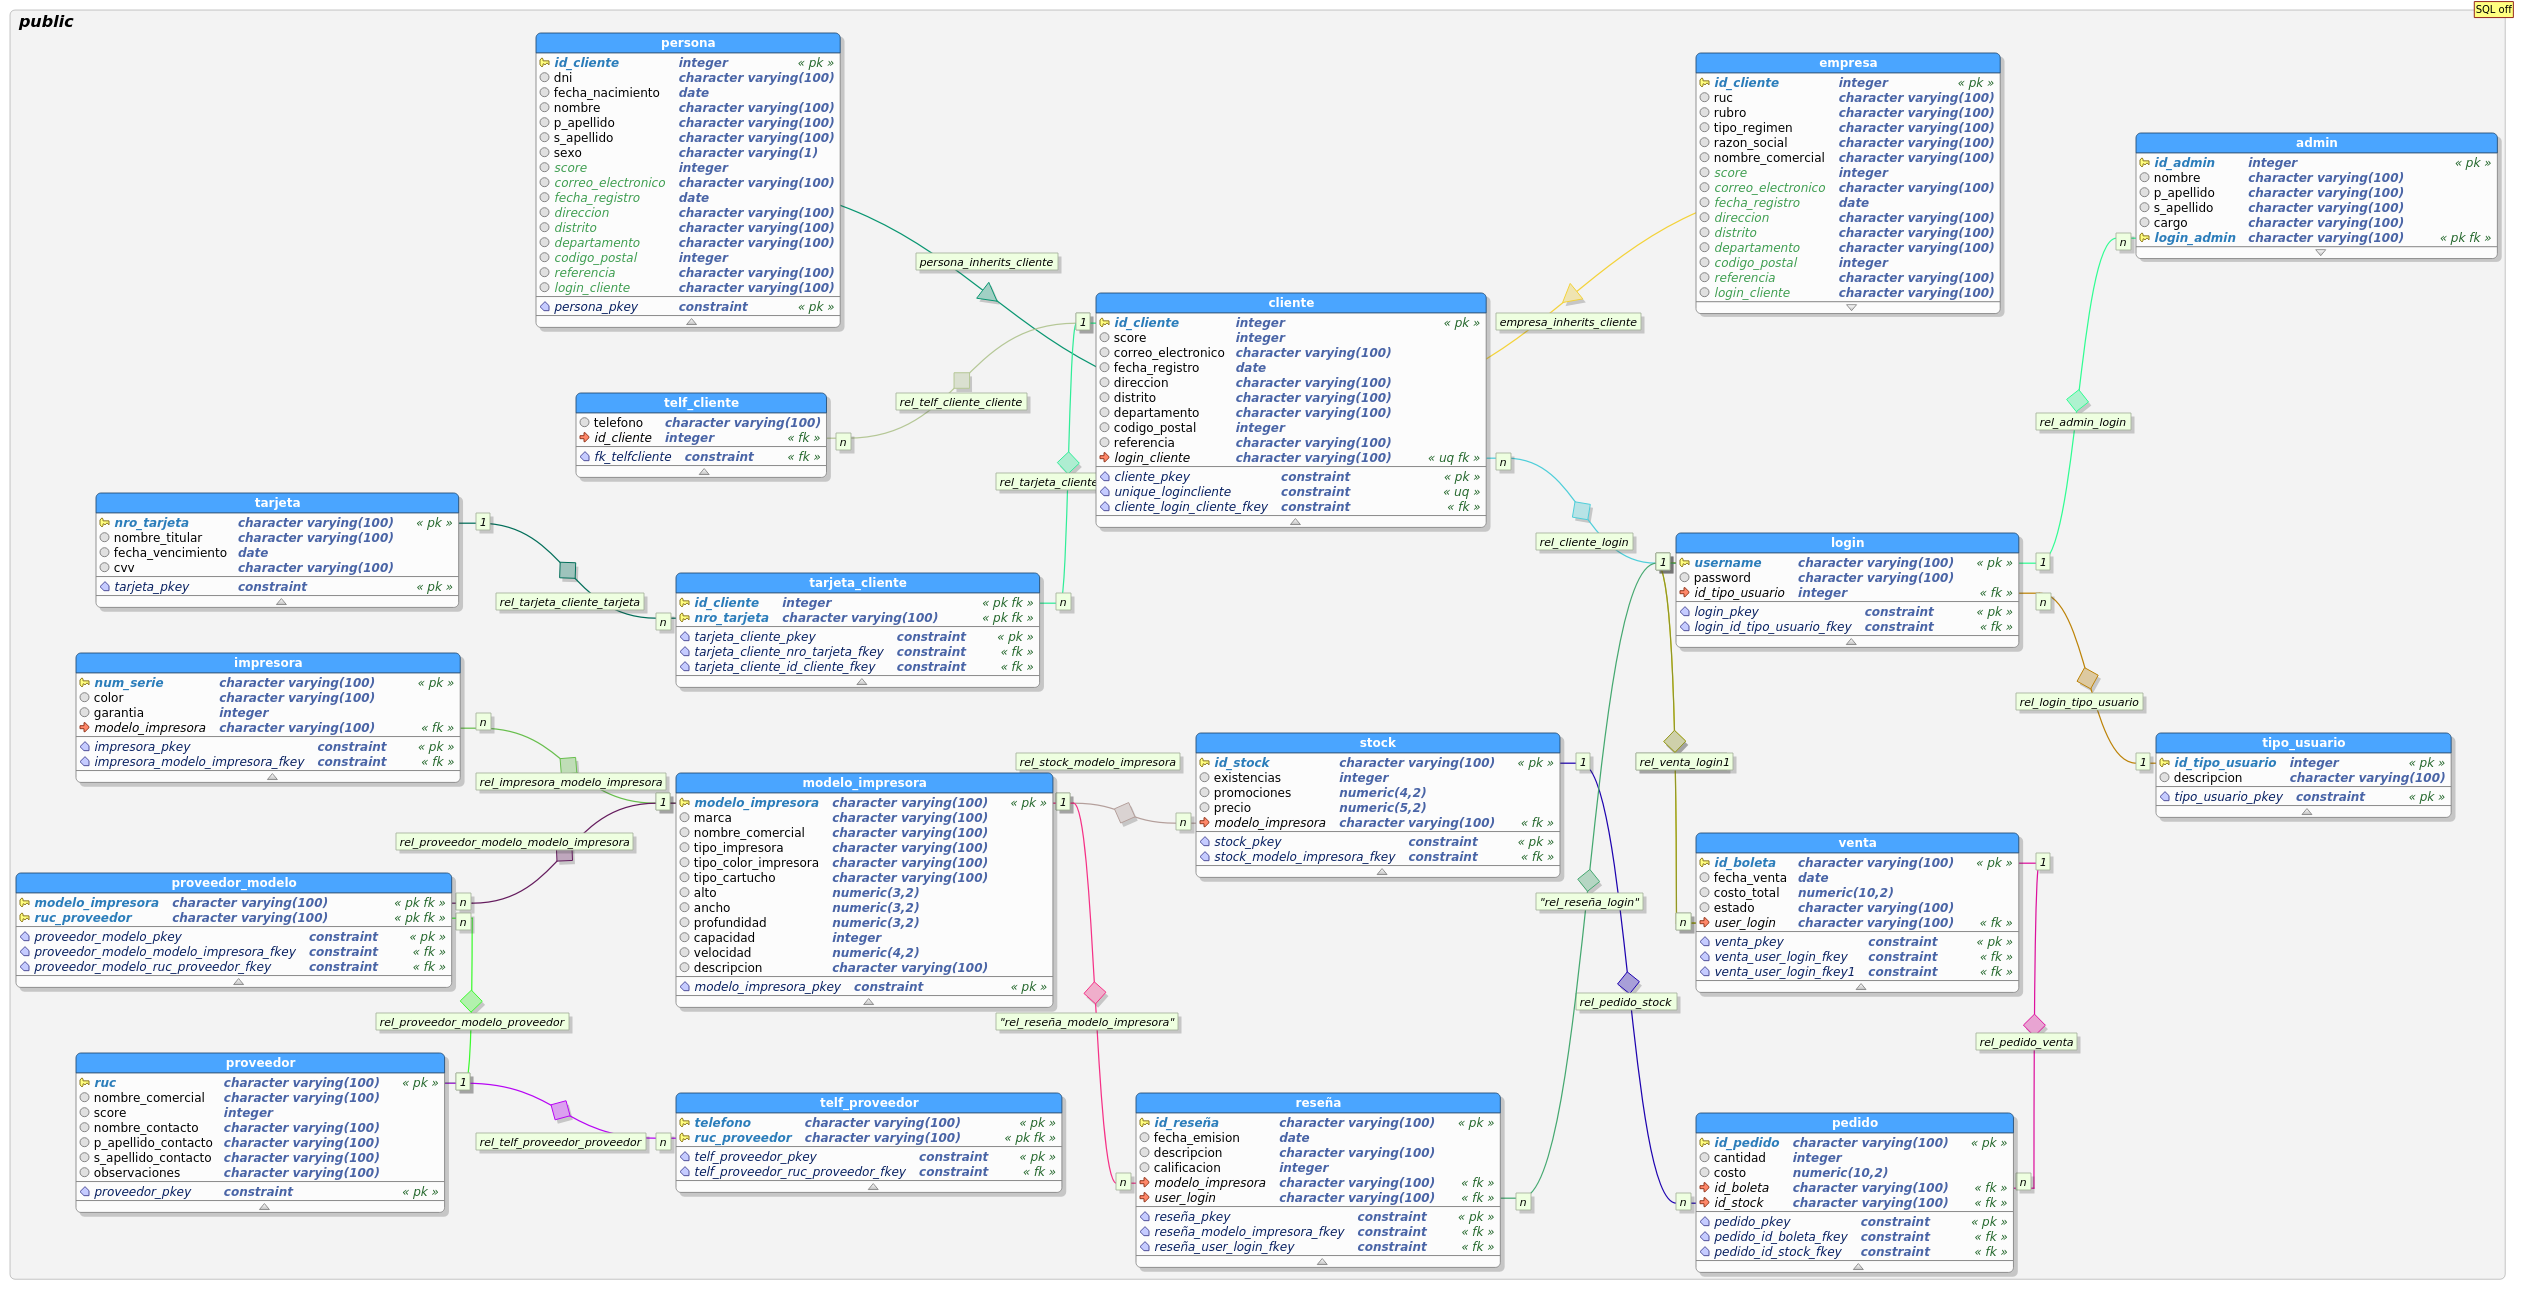 public
SQL off
persona
id_cliente integer « pk »
dni character varying(100)
fecha_nacimiento date
nombre character varying(100)
p_apellido character varying(100)
s_apellido character varying(100)
sexo character varying(1)
score integer
correo_electronico character varying(100)
fecha_registro date
direccion character varying(100)
distrito character varying(100)
departamento character varying(100)
codigo_postal integer
referencia character varying(100)
login_cliente character varying(100)
persona_pkey constraint « pk »
empresa
id_cliente integer « pk »
ruc character varying(100)
rubro character varying(100)
tipo_regimen character varying(100)
razon_social character varying(100)
nombre_comercial character varying(100)
score integer
correo_electronico character varying(100)
fecha_registro date
direccion character varying(100)
distrito character varying(100)
departamento character varying(100)
codigo_postal integer
referencia character varying(100)
login_cliente character varying(100)
admin
id_admin integer « pk »
nombre character varying(100)
p_apellido character varying(100)
s_apellido character varying(100)
cargo character varying(100)
login_admin character varying(100) « pk fk »
n
persona_inherits_cliente
empresa_inherits_cliente
cliente
1
id_cliente integer « pk »
score integer
correo_electronico character varying(100)
fecha_registro date
direccion character varying(100)
distrito character varying(100)
departamento character varying(100)
codigo_postal integer
referencia character varying(100)
login_cliente character varying(100) « uq fk »
cliente_pkey constraint « pk »
unique_logincliente constraint « uq »
cliente_login_cliente_fkey constraint « fk »
n
telf_cliente
telefono character varying(100)
id_cliente integer « fk »
fk_telfcliente constraint « fk »
n
rel_telf_cliente_cliente
rel_tarjeta_cliente
rel_admin_login
rel_cliente_login
tarjeta
nro_tarjeta character varying(100) « pk »
nombre_titular character varying(100)
fecha_vencimiento date
cvv character varying(100)
tarjeta_pkey constraint « pk »
1
rel_tarjeta_cliente_tarjeta
n
tarjeta_cliente
id_cliente integer « pk fk »
nro_tarjeta character varying(100) « pk fk »
tarjeta_cliente_pkey constraint « pk »
tarjeta_cliente_nro_tarjeta_fkey constraint « fk »
tarjeta_cliente_id_cliente_fkey constraint « fk »
n
login
1
username character varying(100) « pk »
password character varying(100)
id_tipo_usuario integer « fk »
login_pkey constraint « pk »
login_id_tipo_usuario_fkey constraint « fk »
1
n
rel_login_tipo_usuario
impresora
num_serie character varying(100) « pk »
color character varying(100)
garantia integer
modelo_impresora character varying(100) « fk »
impresora_pkey constraint « pk »
impresora_modelo_impresora_fkey constraint « fk »
n
rel_impresora_modelo_impresora
rel_stock_modelo_impresora
rel_venta_login1
1
tipo_usuario
id_tipo_usuario integer « pk »
descripcion character varying(100)
tipo_usuario_pkey constraint « pk »
modelo_impresora
1
modelo_impresora character varying(100) « pk »
marca character varying(100)
nombre_comercial character varying(100)
tipo_impresora character varying(100)
tipo_color_impresora character varying(100)
tipo_cartucho character varying(100)
alto numeric(3,2)
ancho numeric(3,2)
profundidad numeric(3,2)
capacidad integer
velocidad numeric(4,2)
descripcion character varying(100)
modelo_impresora_pkey constraint « pk »
1
stock
id_stock character varying(100) « pk »
existencias integer
promociones numeric(4,2)
precio numeric(5,2)
modelo_impresora character varying(100) « fk »
stock_pkey constraint « pk »
stock_modelo_impresora_fkey constraint « fk »
1
n
rel_proveedor_modelo_modelo_impresora
proveedor_modelo
modelo_impresora character varying(100) « pk fk »
ruc_proveedor character varying(100) « pk fk »
proveedor_modelo_pkey constraint « pk »
proveedor_modelo_modelo_impresora_fkey constraint « fk »
proveedor_modelo_ruc_proveedor_fkey constraint « fk »
n
n
"rel_reseña_login"
venta
id_boleta character varying(100) « pk »
fecha_venta date
costo_total numeric(10,2)
estado character varying(100)
user_login character varying(100) « fk »
venta_pkey constraint « pk »
venta_user_login_fkey constraint « fk »
venta_user_login_fkey1 constraint « fk »
1
n
rel_pedido_stock
rel_proveedor_modelo_proveedor
"rel_reseña_modelo_impresora"
rel_pedido_venta
proveedor
ruc character varying(100) « pk »
nombre_comercial character varying(100)
score integer
nombre_contacto character varying(100)
p_apellido_contacto character varying(100)
s_apellido_contacto character varying(100)
observaciones character varying(100)
proveedor_pkey constraint « pk »
1
rel_telf_proveedor_proveedor
n
telf_proveedor
telefono character varying(100) « pk »
ruc_proveedor character varying(100) « pk fk »
telf_proveedor_pkey constraint « pk »
telf_proveedor_ruc_proveedor_fkey constraint « fk »
reseña
id_reseña character varying(100) « pk »
fecha_emision date
descripcion character varying(100)
calificacion integer
modelo_impresora character varying(100) « fk »
user_login character varying(100) « fk »
reseña_pkey constraint « pk »
reseña_modelo_impresora_fkey constraint « fk »
reseña_user_login_fkey constraint « fk »
n
n
pedido
id_pedido character varying(100) « pk »
cantidad integer
costo numeric(10,2)
id_boleta character varying(100) « fk »
id_stock character varying(100) « fk »
pedido_pkey constraint « pk »
pedido_id_boleta_fkey constraint « fk »
pedido_id_stock_fkey constraint « fk »
n
n